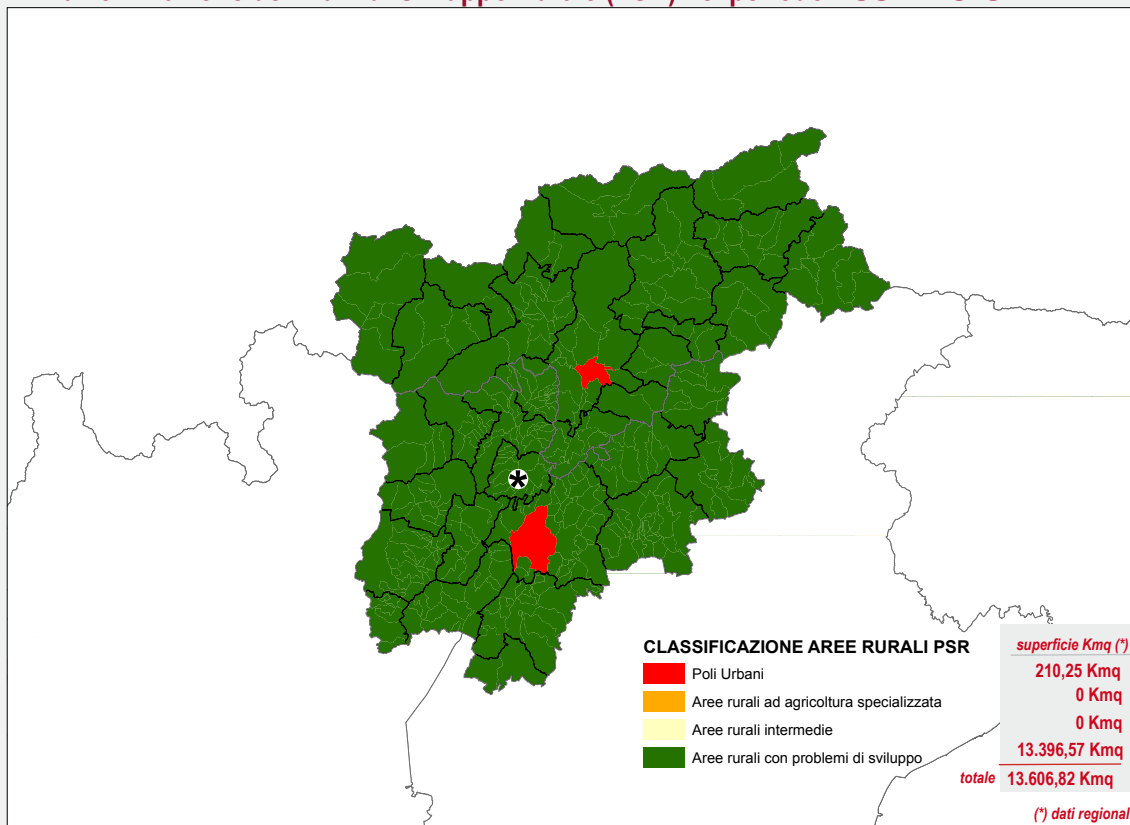 CLASSIFICAZIONE AREE RURALI PSR
superficie Kmq (*)
Poli Urbani
210,25 Kmq
Aree rurali ad agricoltura specializzata
0 Kmq
Aree rurali intermedie
0 Kmq
Aree rurali con problemi di sviluppo
13.396,57 Kmq
totale 13.606,82 Kmq
(*) dati regional